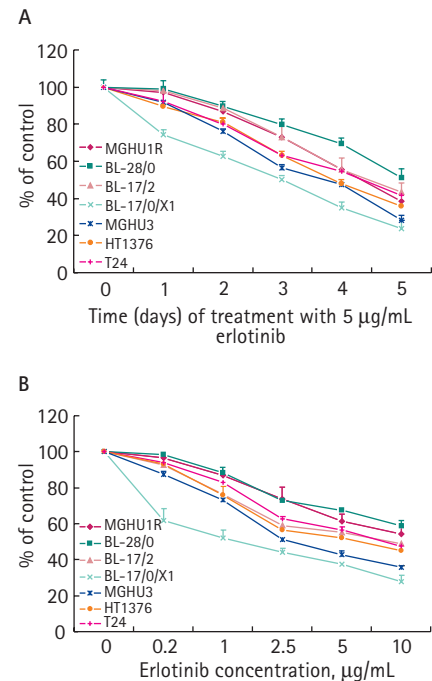 A
120
100
80
60
40
20
0
% of control
MGHU1R
BL-28/0
BL-17/2
BL-17/0/X1
MGHU3
HT1376
T24
0 1 2 3 4 5
Time (days) of treatment with 5 µg/mL
erlotinib
B
120
100
80
60
40
20
0
% of control
MGHU1R
BL-28/0
BL-17/2
BL-17/0/X1
MGHU3
HT1376
T24
0 0.2 1 2.5 5 10
Erlotinib concentration, µg/mL